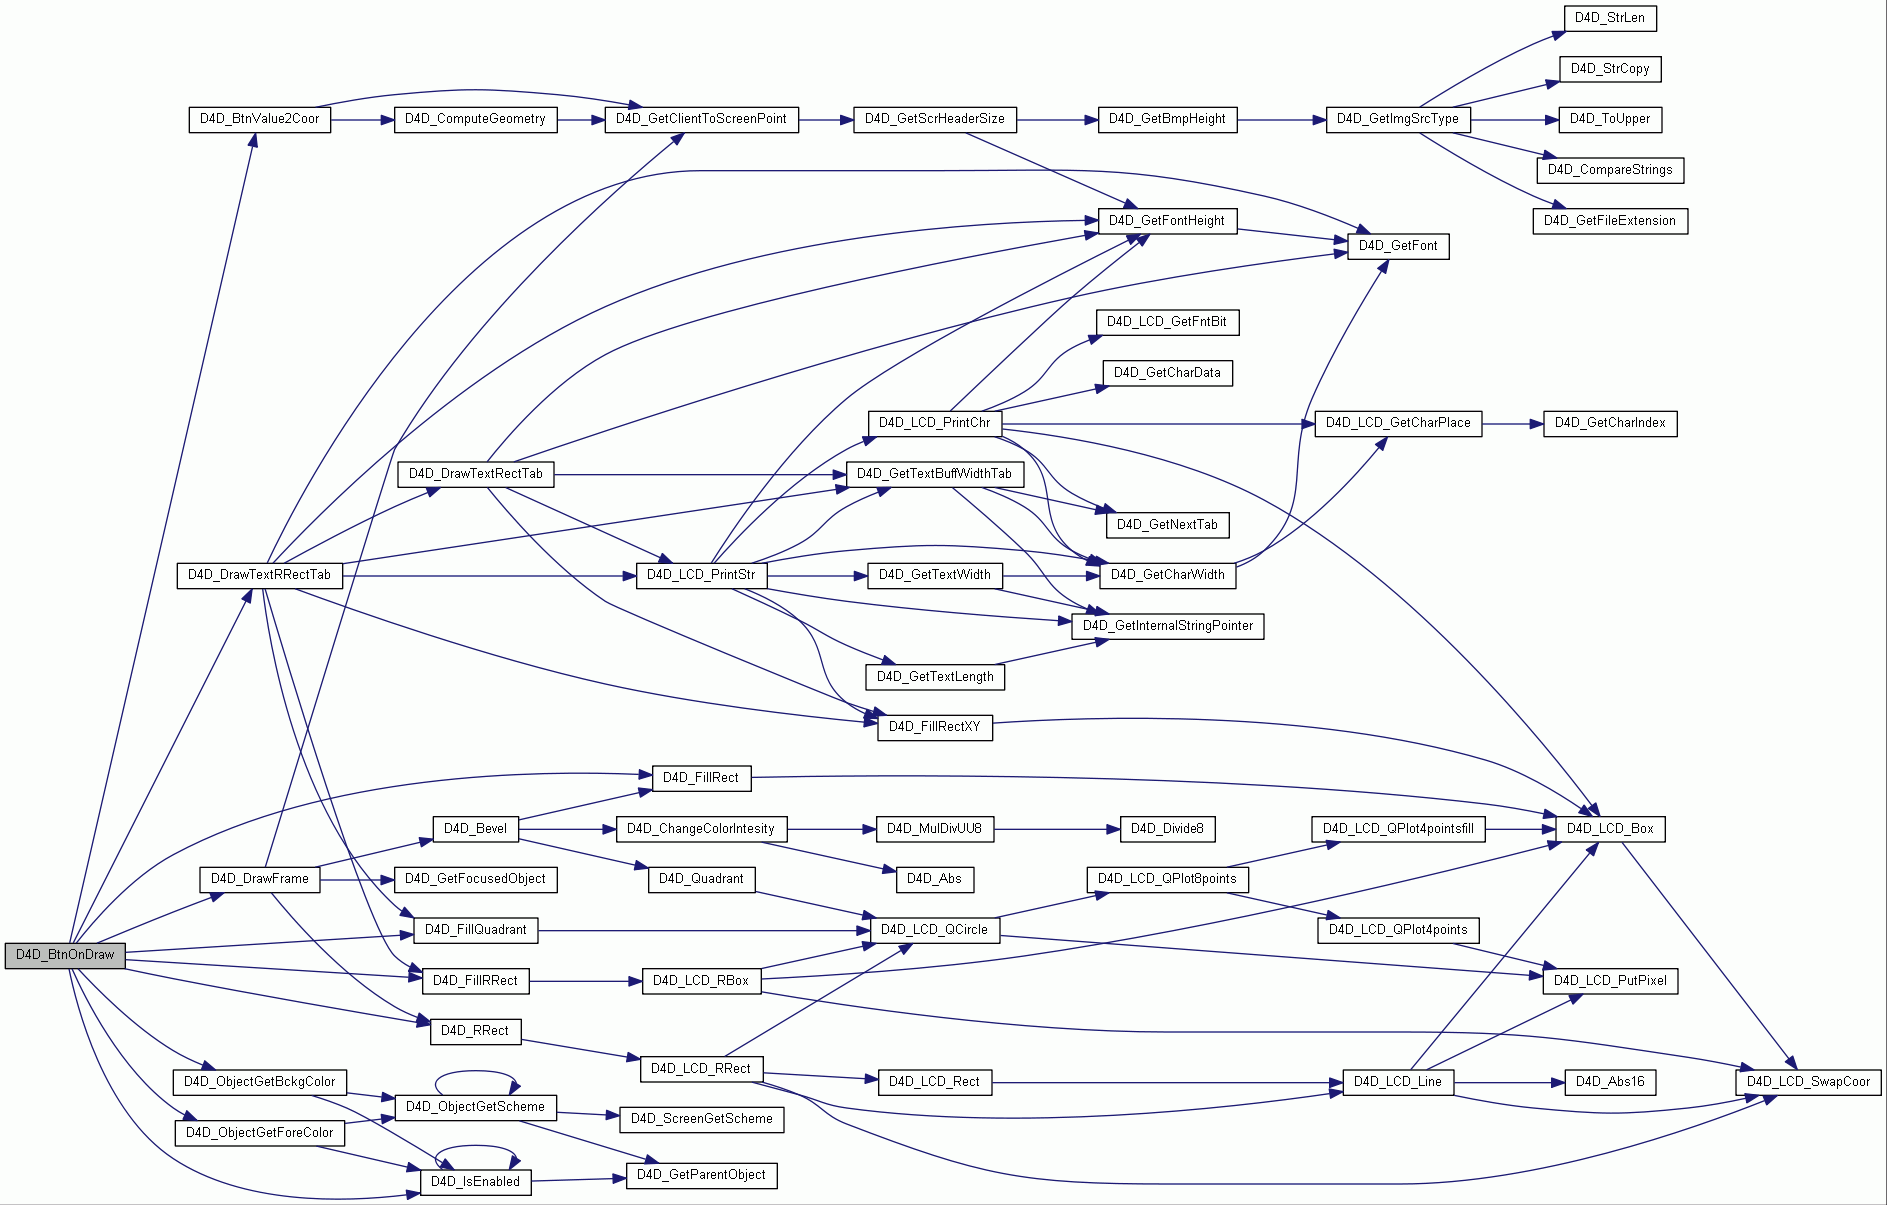 D4D_StrLen
D4D_StrCopy
D4D_BtnValue2Coor
D4D_ComputeGeometry
D4D_GetClientToScreenPoint
D4D_GetScrHeaderSize
D4D_GetBmpHeight
D4D_GetImgSrcType
D4D_ToUpper
D4D_CompareStrings
D4D_GetFontHeight
D4D_GetFileExtension
D4D_GetFont
D4D_LCD_GetFntBit
D4D_GetCharData
D4D_LCD_PrintChr
D4D_LCD_GetCharPlace
D4D_GetCharIndex
D4D_DrawTextRectTab
D4D_GetTextBuffWidthTab
D4D_GetNextTab
D4D_DrawTextRRectTab
D4D_LCD_PrintStr
D4D_GetTextWidth
D4D_GetCharWidth
D4D_GetInternalStringPointer
D4D_GetTextLength
D4D_FillRectXY
D4D_FillRect
D4D_Bevel
D4D_ChangeColorIntesity
D4D_MulDivUU8
D4D_Divide8
D4D_LCD_QPlot4pointsfill
D4D_LCD_Box
D4D_DrawFrame
D4D_GetFocusedObject
D4D_Quadrant
D4D_Abs
D4D_LCD_QPlot8points
D4D_FillQuadrant
D4D_LCD_QCircle
D4D_LCD_QPlot4points
D4D_BtnOnDraw
D4D_FillRRect
D4D_LCD_RBox
D4D_LCD_PutPixel
D4D_RRect
D4D_LCD_RRect
D4D_ObjectGetBckgColor
D4D_LCD_Rect
D4D_LCD_Line
D4D_Abs16
D4D_LCD_SwapCoor
D4D_ObjectGetScheme
D4D_ScreenGetScheme
D4D_ObjectGetForeColor
D4D_IsEnabled
D4D_GetParentObject